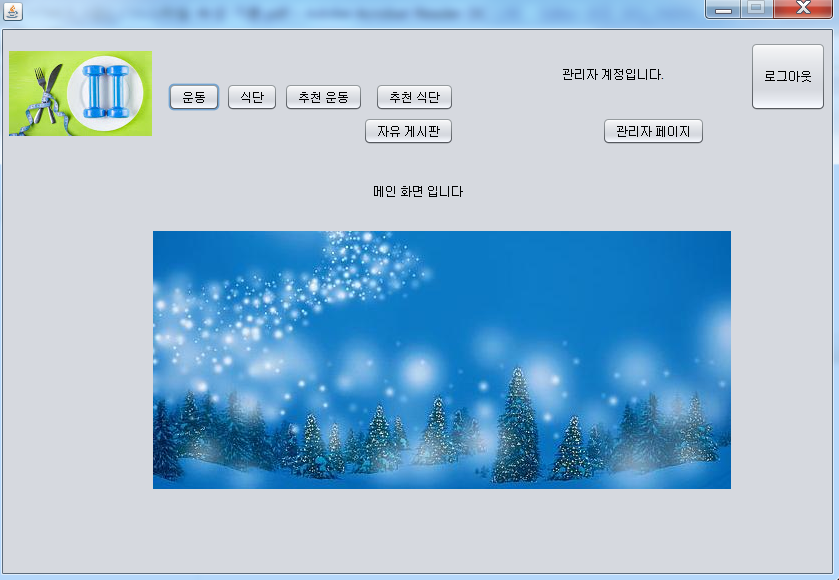 관리자 계정입니다.
로그아웃
운동 식단 추천 운동 추천 식단
자유 게시판 관리자 페이지
메인 화면 입니다